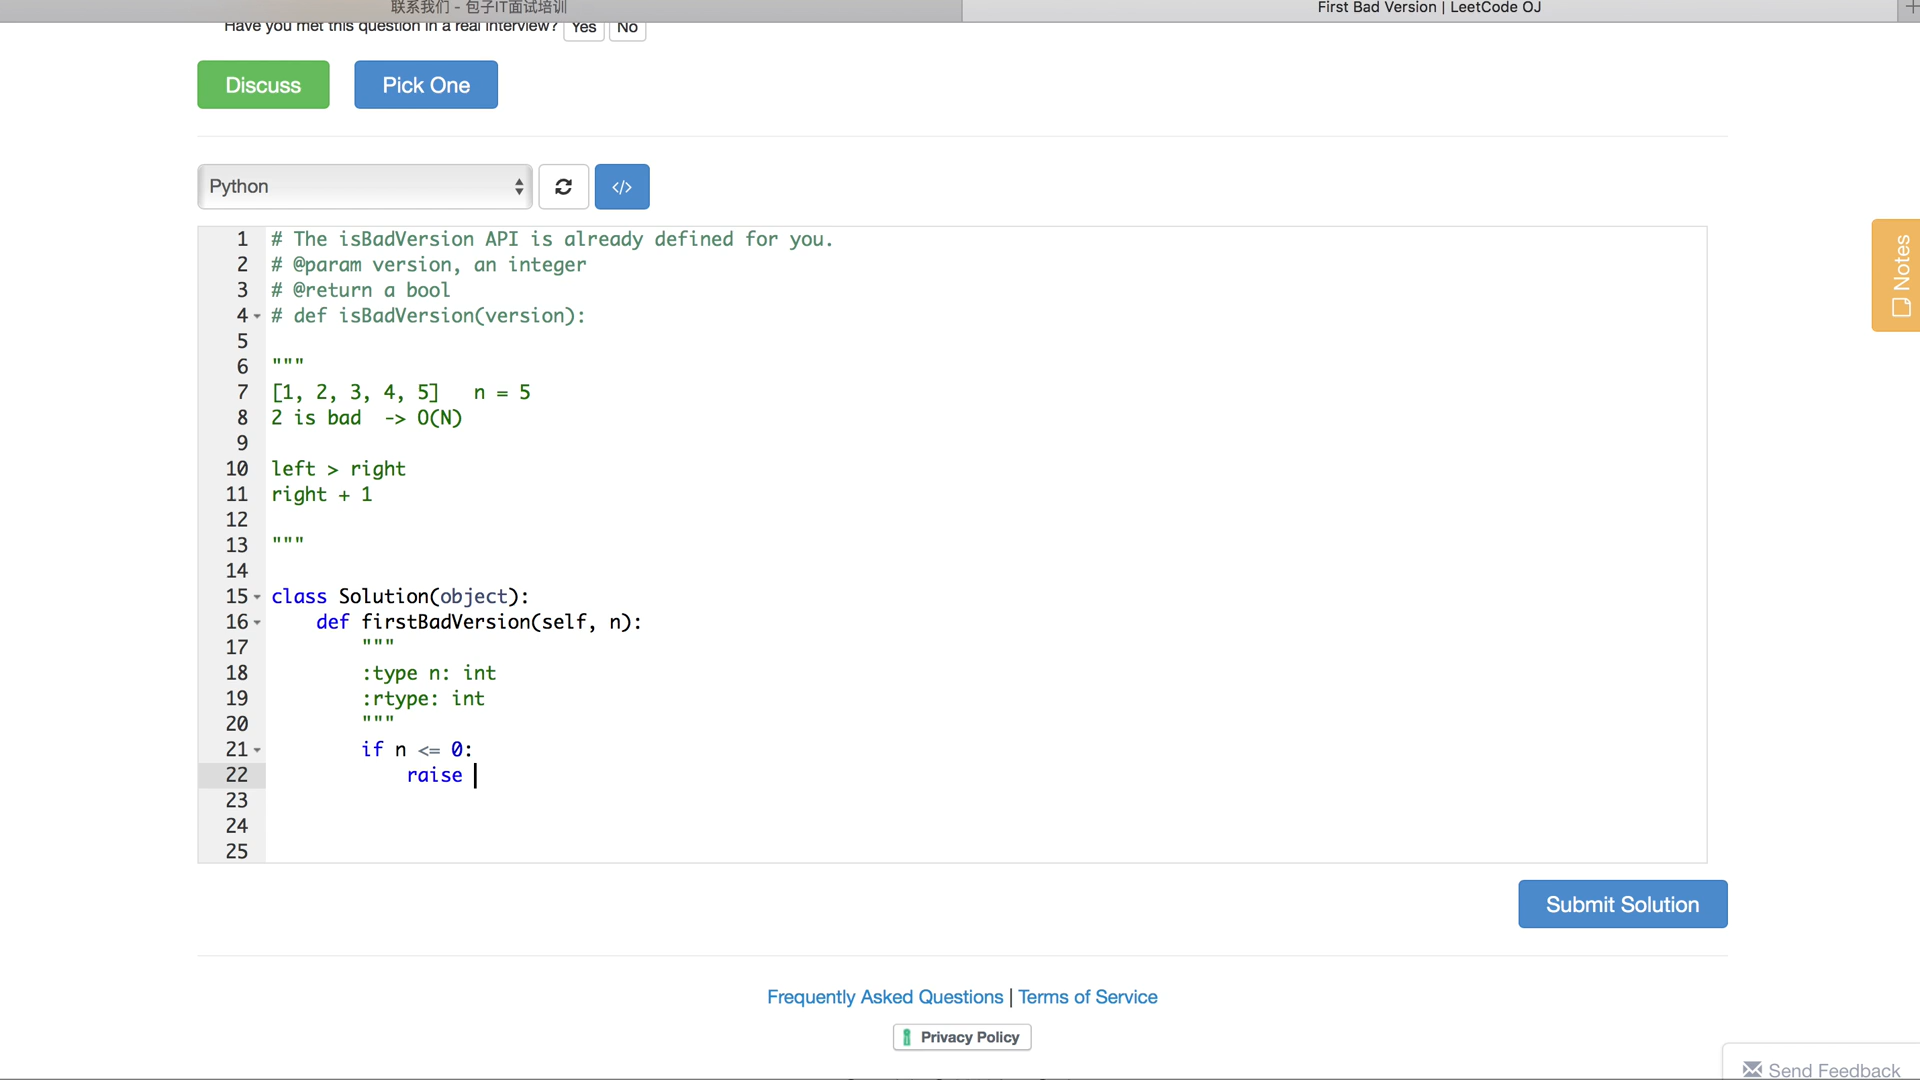 联系我们 - 包子IT面试培训
First Bad Version | LeetCode OJ
Have you met this question in a real interview? Yes No
Discuss
Pick One
Python
</>
Notes
1 # The isBadVersion API is already defined for you.
2 # @param version, an integer
3 # @return a bool
4 # def isBadVersion(version):
5
6 """
7 [1, 2, 3, 4, 5]   n = 5
8 2 is bad  -> O(N)
9
10 left > right
11 right + 1
12
13 """
14
15 class Solution(object):
16     def firstBadVersion(self, n):
17         """
18         :type n: int
19         :rtype: int
20         """
21         if n <= 0:
22             raise
23
24
25
Submit Solution
Frequently Asked Questions | Terms of Service
Privacy Policy
Send Feedback